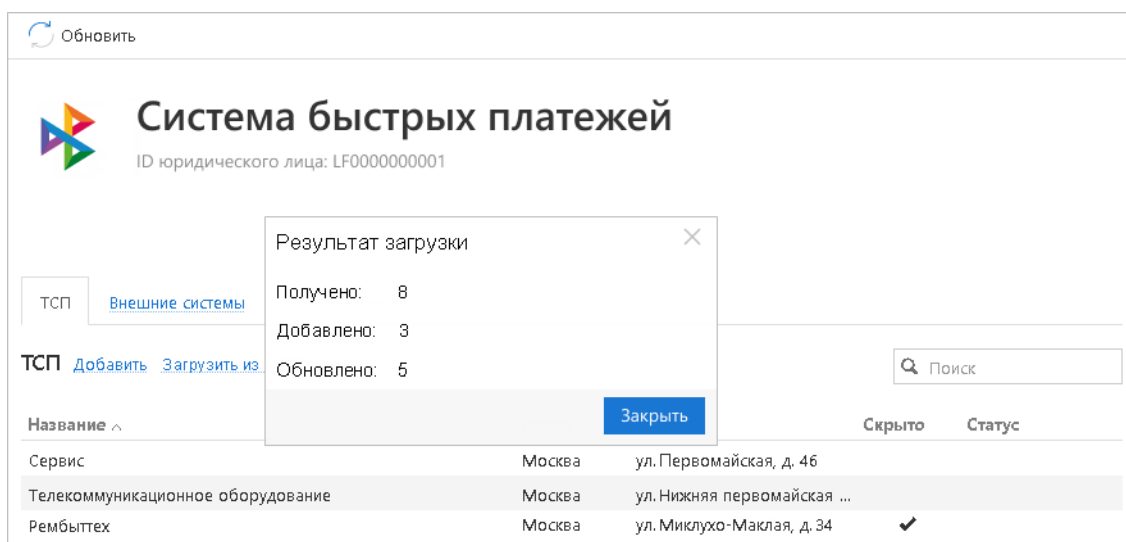 Обновить
Система быстрых платежей
ID юридического лица: LF0000000001
Результат загрузки
Получено: 8
Добавлено: 3
Обновлено: 5
Закрыть
ТСП Внешние системы
ТСП Добавить Загрузить из
Поиск
Название Скрыто Статус
Сервис Москва ул. Первомайская, д. 46
Телекоммуникационное оборудование Москва ул. Нижняя первомайская ...
Рембыттех Москва ул. Миклухо-Маклая, д. 34